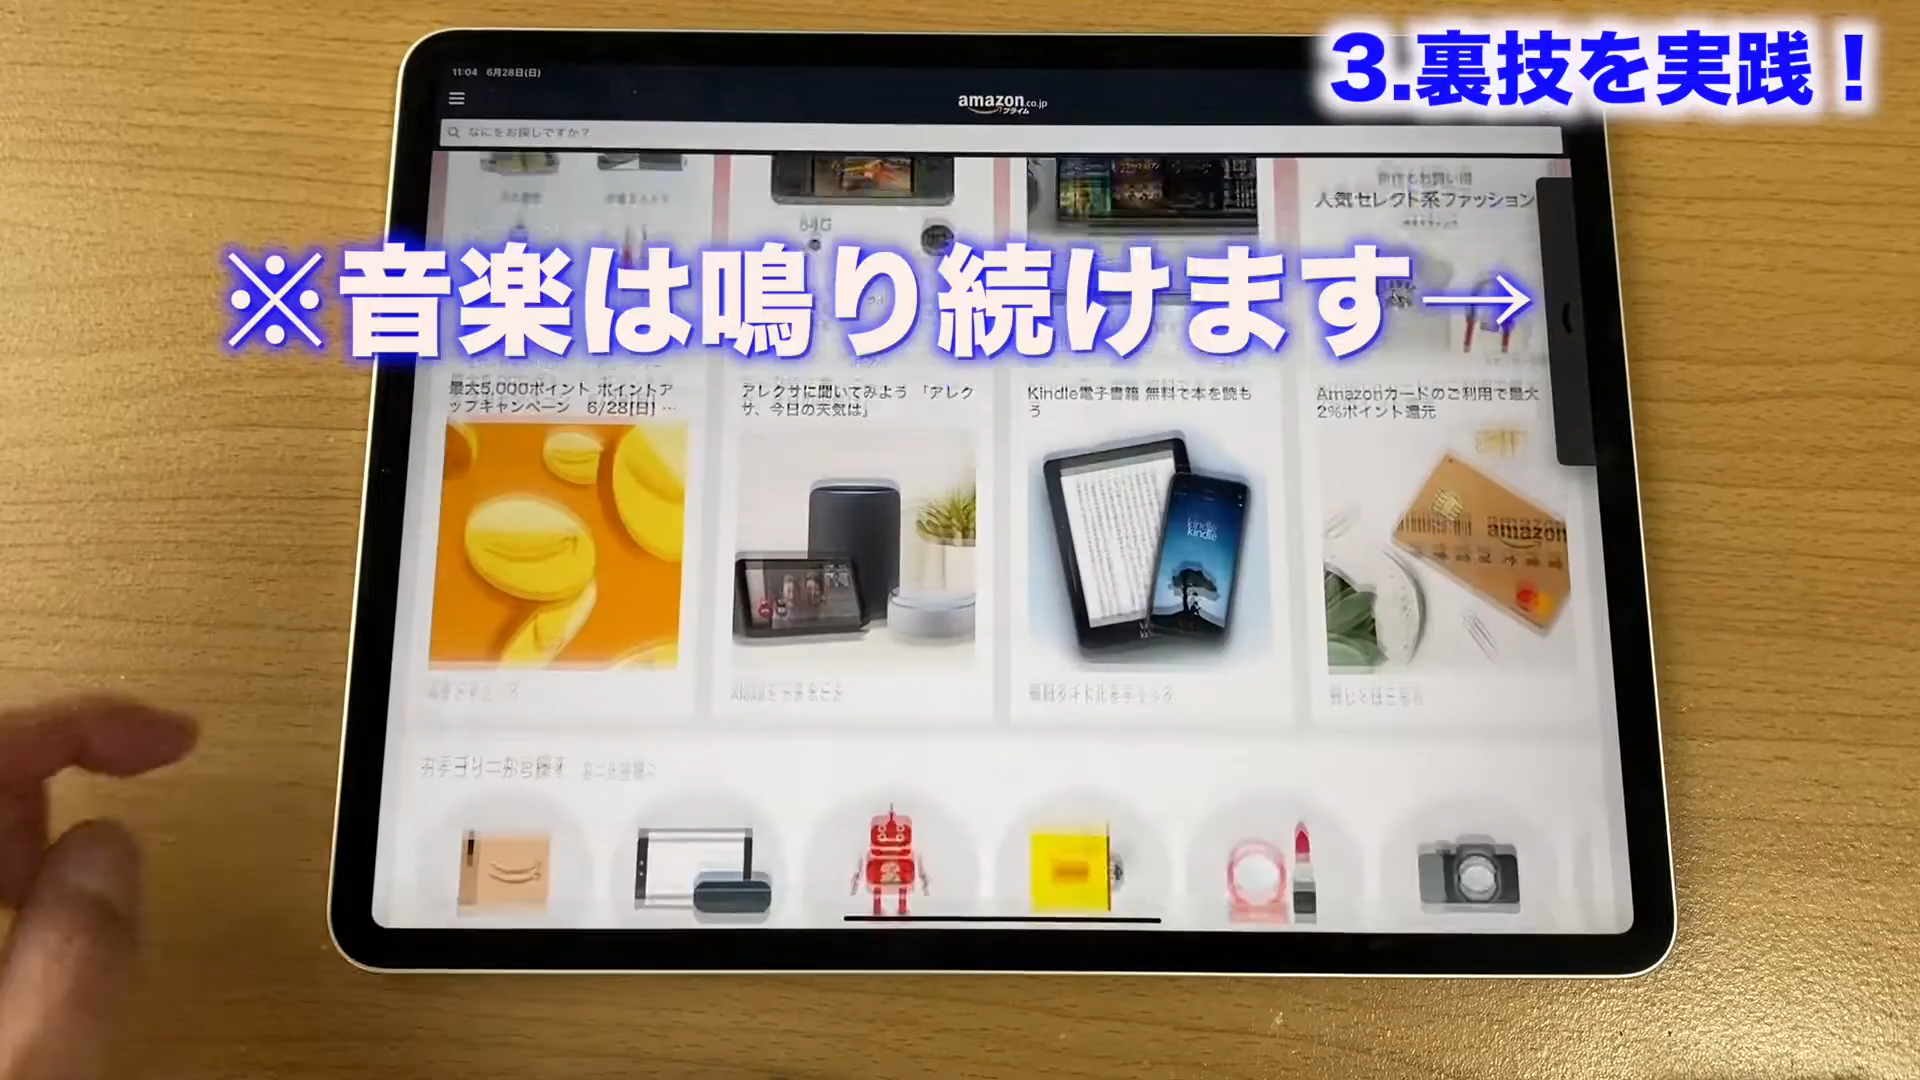 3.裏技を実践！
11:04 6月28日(日)
amazon.co.jp
プライム
なにをお探しですか？
人気セレクト系ファッション
64G
※音楽は鳴り続けます→
最大5,000ポイント ポイントア
ップキャンペーン 6/28[日] …
アレクサに聞いてみよう 「アレク
サ、今日の天気は」
Kindle電子書籍 無料で本を読も
う
Amazonカードのご利用で最大
2%ポイント還元
kindle
amazon
カテゴリーから探す